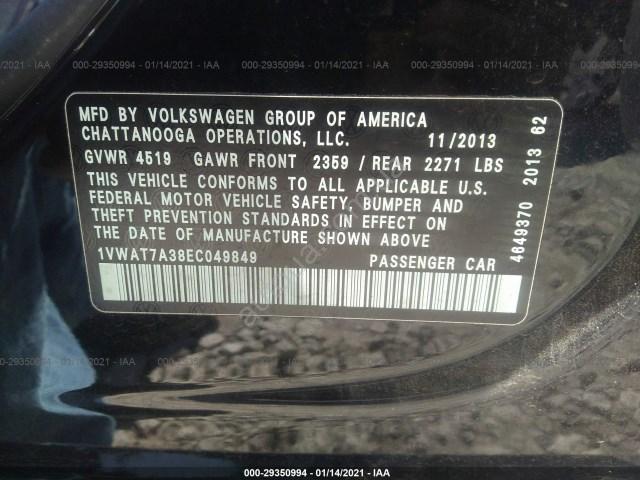 000-29350994 - 01/14/2021 - IAA
MFD BY VOLKSWAGEN GROUP OF AMERICA
CHATTANOOGA OPERATIONS, LLC. 11/2013
GVWR 4519 GAWR FRONT 2359 / REAR 2271 LBS
THIS VEHICLE CONFORMS TO ALL APPLICABLE U.S.
FEDERAL MOTOR VEHICLE SAFETY, BUMPER AND
THEFT PREVENTION STANDARDS IN EFFECT ON
THE DATE OF MANUFACTURE SHOWN ABOVE
1VWAT7A38EC049849 PASSENGER CAR
4649370 2013 62
000-29350994 - 01/14/2021 - IAA